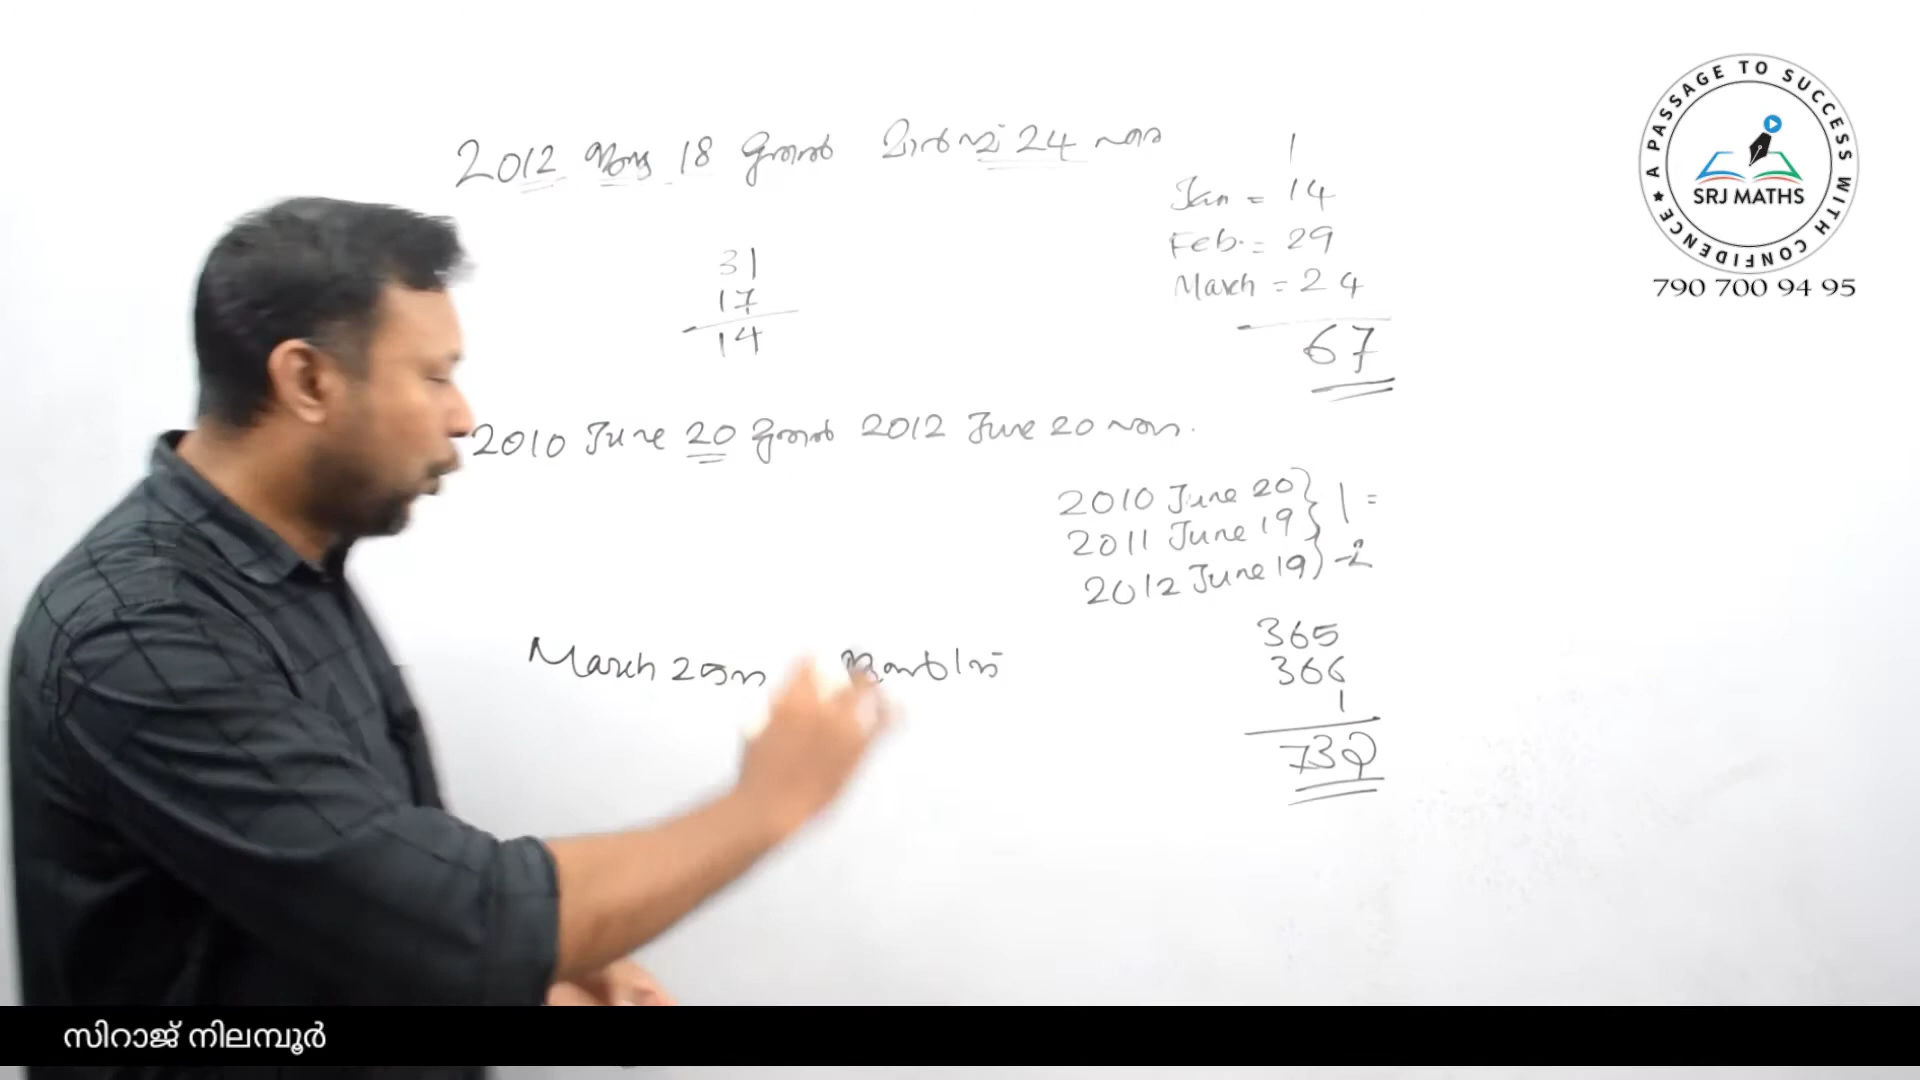 2012 ജനു 18 മുതൽ മാർച്ച് 24 വരെ
31
17
14
1
Jan = 14
Feb. = 29
March = 24
67
2010 June 20 മുതൽ 2012 June 20 വരെ.
2010 June 20 } 1 =
2011 June 19
2012 June 19 ) -2
365
366
1
732
March 2
A PASSAGE TO SUCCESS WITH CONFIDENCE ★
SRJ MATHS
790 700 94 95
സിറാജ് നിലമ്പൂർ